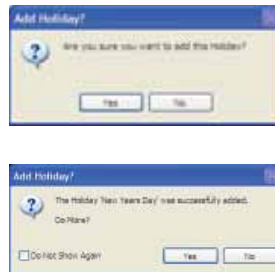 Add Holiday?
Are you sure you want to add this Holiday?
Yes No
Add Holiday?
The Holiday 'New Years Day' was successfully added.
Do More?
Do Not Show Again Yes No